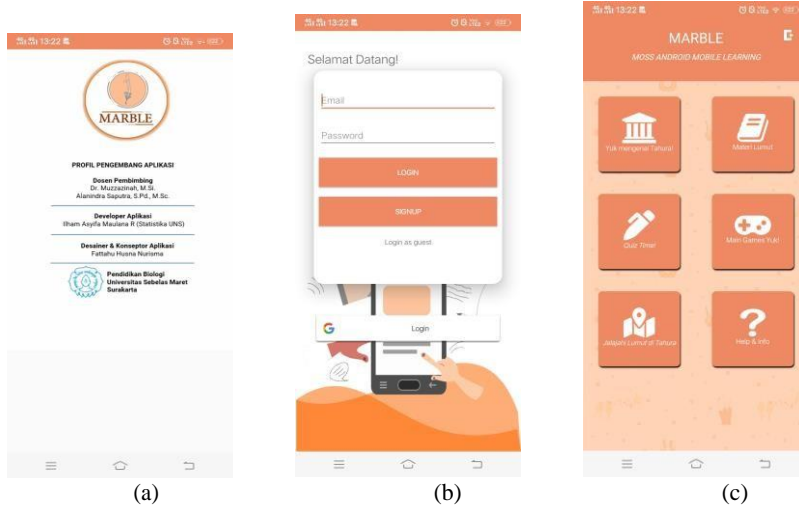 13:22
MARBLE
PROFIL PENGEMBANG APLIKASI
Dosen Pembimbing
Dr. Muzzazinah, M.Si.
Alanindra Saputra, S.Pd., M.Sc.
Developer Aplikasi
Ilham Asyifa Maulana R (Statistika UNS)
Desainer & Konseptor Aplikasi
Fattahu Husna Nurisma
Pendidikan Biologi
Universitas Sebelas Maret
Surakarta
(a)
13:22
Selamat Datang!
Email
Password
LOGIN
SIGNUP
Login as guest.
G
Login
(b)
13:22
MARBLE
MOSS ANDROID MOBILE LEARNING
Yuk mengenal Tahura!
Materi Lumut
Quiz Time!
Main Games Yuk!
Jelajahi Lumut di Tahura
Help & info
(c)